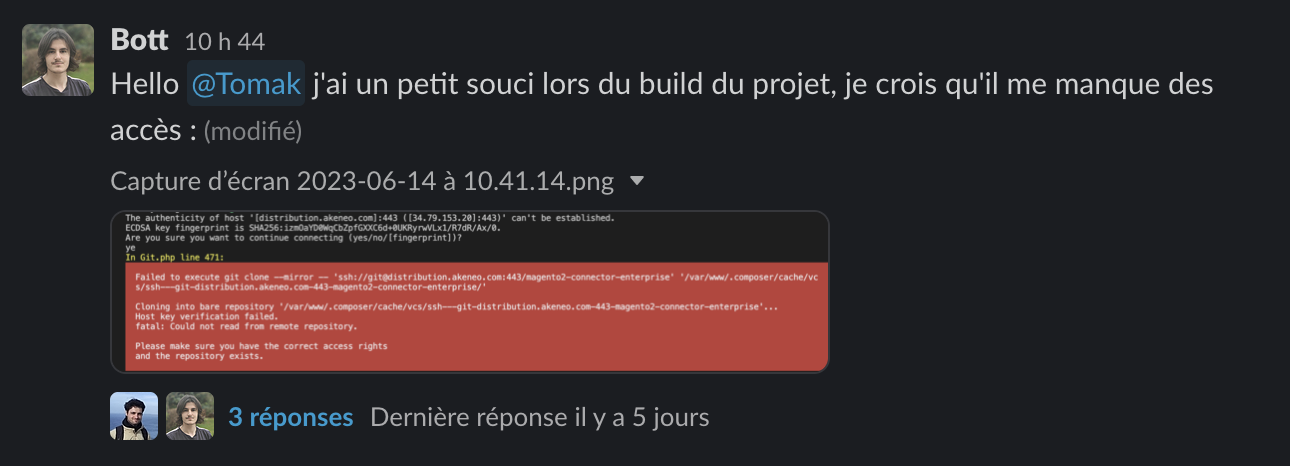 Bott 10 h 44
Hello @Tomak j'ai un petit souci lors du build du projet, je crois qu'il me manque des
accès : (modifié)
Capture d'écran 2023-06-14 à 10.41.14.png
The authenticity of host '[distribution.akeneo.com]:443 ([34.79.153.20]:443)' can't be established.
ECDSA key fingerprint is
Are you sure you want to continue connecting (yes/no/[fingerprint])?
ye
In Git.php line 471:
Failed to execute git clone --mirror -- 'ssh://git@distribution.akeneo.com:443/magento2-connector-enterprise' '/var/www/.composer/cache/vc
s/ssh---git-distribution.akeneo.com-443-magento2-connector-enterprise/'
Cloning into bare repository '/var/www/.composer/cache/vcs/ssh---git-distribution.akeneo.com-443-magento2-connector-enterprise'...
Host key verification failed.
fatal: Could not read from remote repository.
Please make sure you have the correct access rights
and the repository exists.
3 réponses Dernière réponse il y a 5 jours